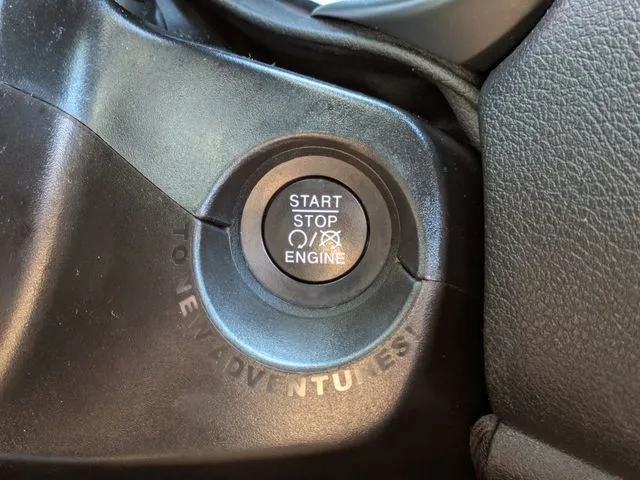 START
STOP
ENGINE
TO NEW ADVENTURES!